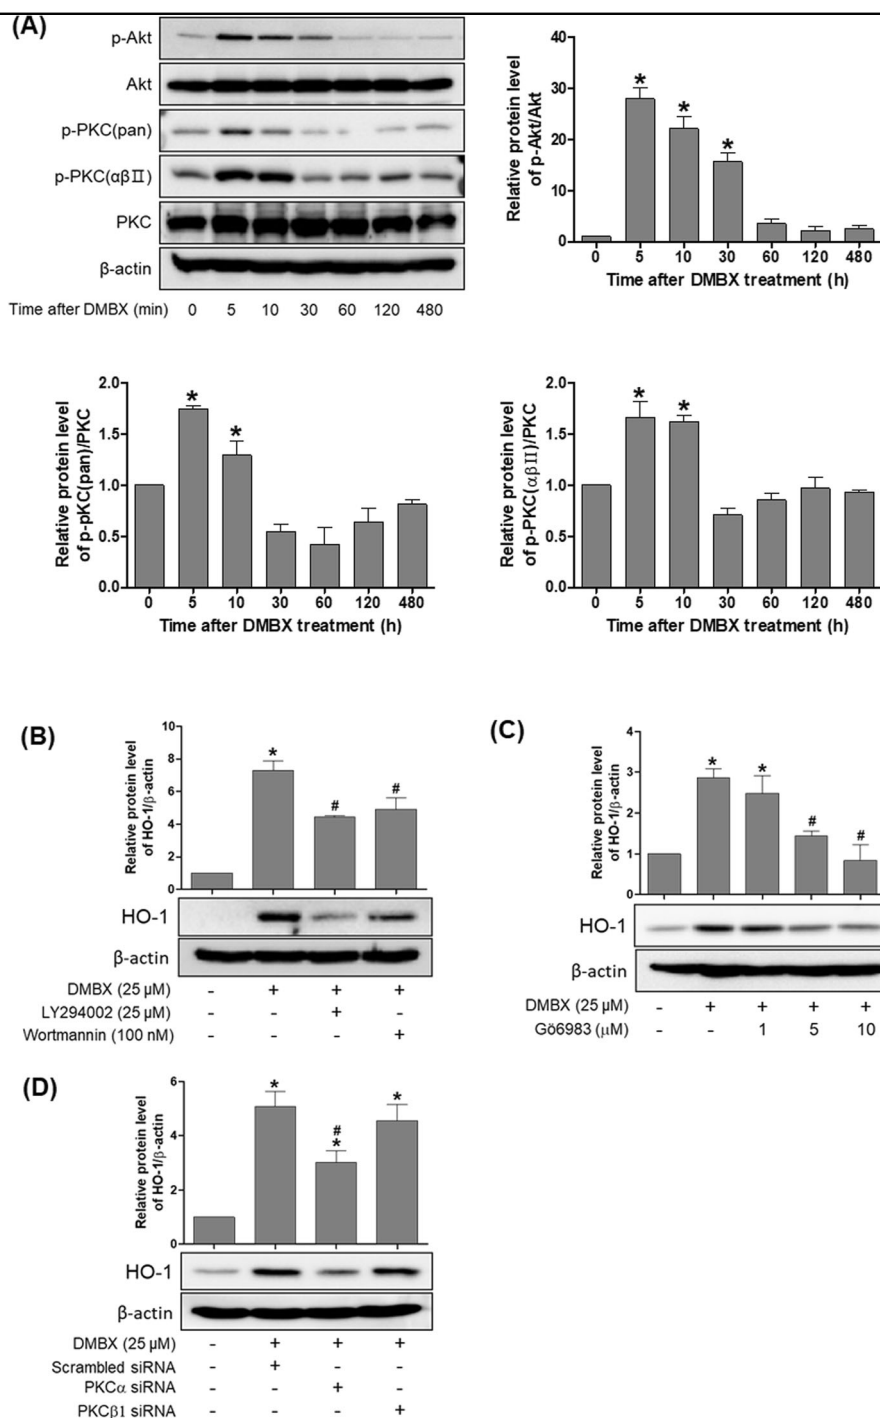 (A)
p-Akt
Akt
p-PKC(pan)
p-PKC(αβⅡ)
PKC
β-actin
Time after DMBX (min) 0 5 10 30 60 120 480
Relative protein level
of p-Akt/Akt
40
30
20
10
0
* * *
0 5 10 30 60 120 480
Time after DMBX treatment (h)
Relative protein level
of p-pKC(pan)/PKC
2.0
1.5
1.0
0.5
0.0
* *
0 5 10 30 60 120 480
Time after DMBX treatment (h)
Relative protein level
of p-PKC(αβII)/PKC
2.0
1.5
1.0
0.5
0.0
* *
0 5 10 30 60 120 480
Time after DMBX treatment (h)
(B)
Relative protein level
of HO-1/β-actin
10
8
6
4
2
0
* # #
HO-1
β-actin
DMBX (25 µM) - + + +
LY294002 (25 µM) - - + -
Wortmannin (100 nM) - - - +
(C)
Relative protein level
of HO-1/β-actin
4
3
2
1
0
* * # #
HO-1
β-actin
DMBX (25 µM) - + + + +
Gö6983 (µM) - - 1 5 10
(D)
Relative protein level
of HO-1/β-actin
6
4
2
0
* # * *
HO-1
β-actin
DMBX (25 µM) - + + +
Scrambled siRNA - + - -
PKCα siRNA - - + -
PKCβ1 siRNA - - - +